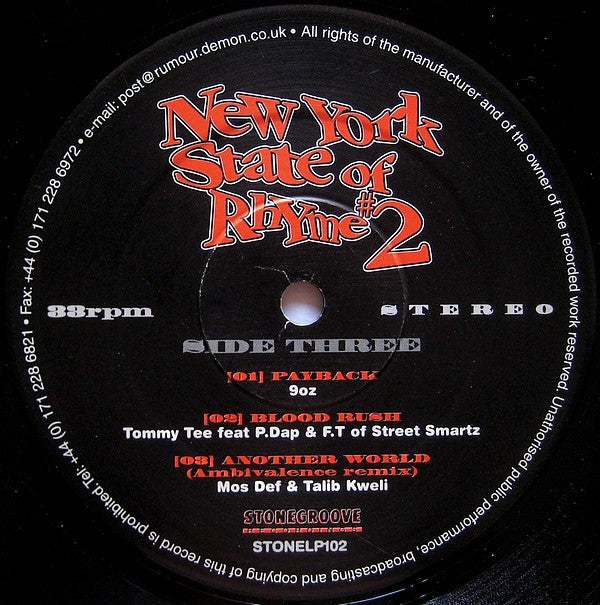 New York
State of
Rhyme #2
33rpm
STEREO
SIDE THREE
[01] PAYBACK
9oz
[02] BLOOD RUSH
Tommy Tee feat P.Dap & F.T of Street Smartz
[03] ANOTHER WORLD
(Ambivalence remix)
Mos Def & Talib Kweli
STONEGROOVE
STONELP102
Tel: +44 (0) 171 228 6821 • Fax: +44 (0) 171 228 6972 • e-mail: post@rumour.demon.co.uk • All rights of the manufacturer and of the owner of the recorded work reserved. Unauthorised public performance, broadcasting and copying of this record is prohibited